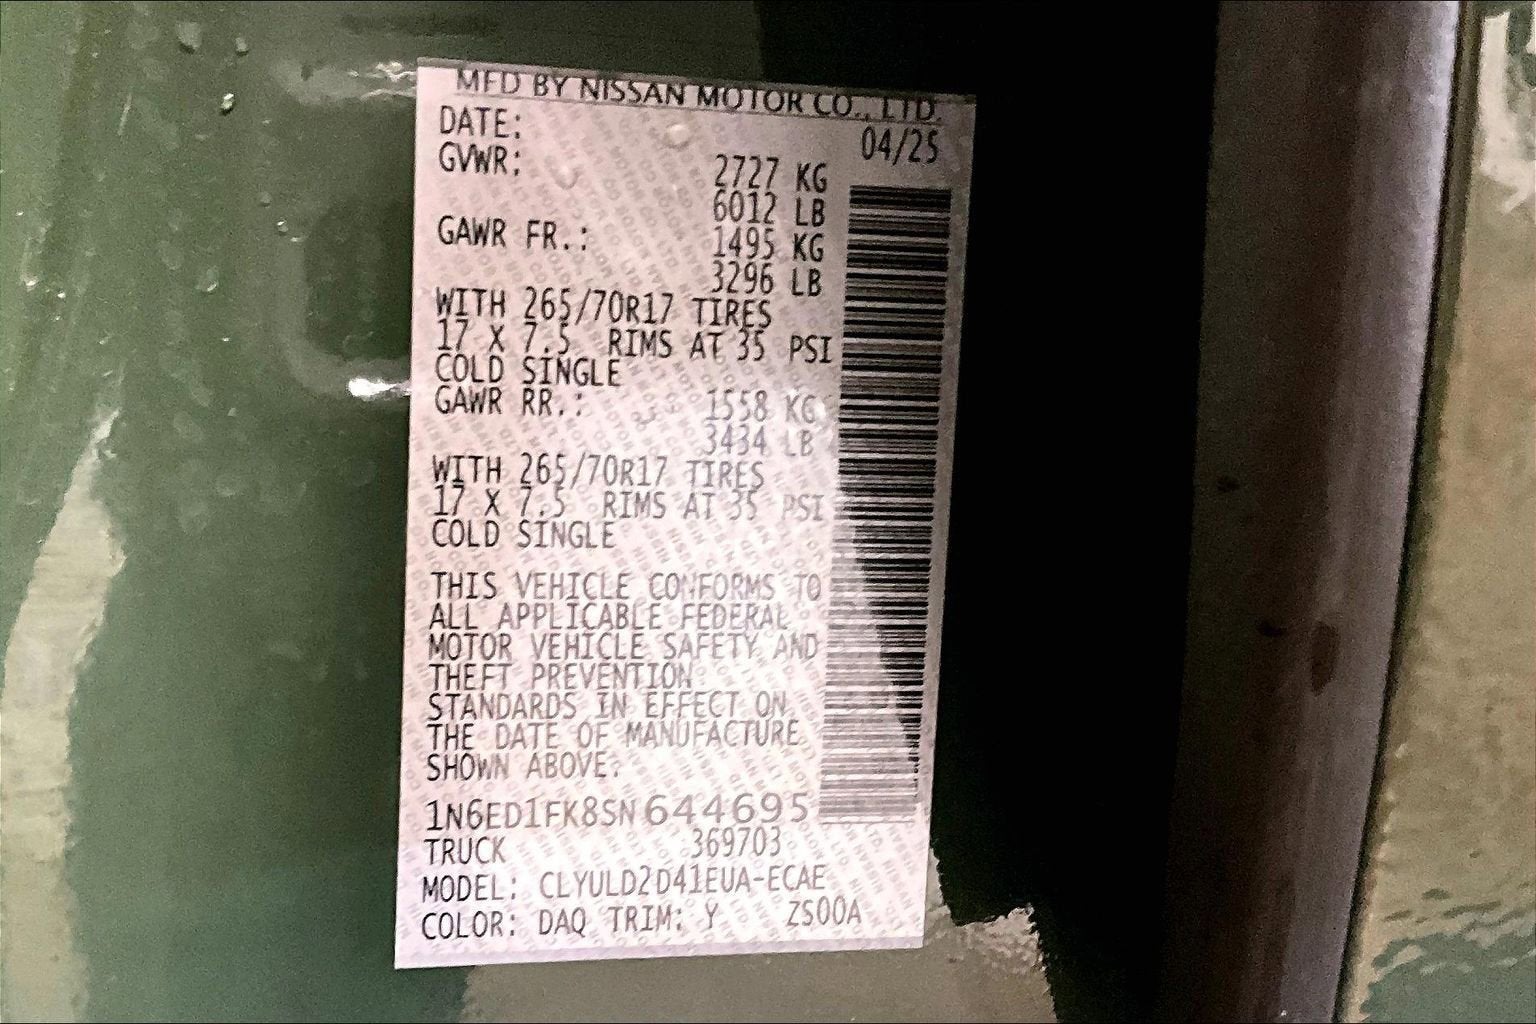 MFD BY NISSAN MOTOR CO., LTD.
DATE: 04/25
GVWR: 2727 KG
6012 LB
GAWR FR.: 1495 KG
3296 LB
WITH 265/70R17 TIRES
17 X 7.5 RIMS AT 35 PSI
COLD SINGLE
GAWR RR.: 1558 KG
3434 LB
WITH 265/70R17 TIRES
17 X 7.5 RIMS AT 35 PSI
COLD SINGLE
THIS VEHICLE CONFORMS TO
ALL APPLICABLE FEDERAL
MOTOR VEHICLE SAFETY AND
THEFT PREVENTION
STANDARDS IN EFFECT ON
THE DATE OF MANUFACTURE
SHOWN ABOVE.
1N6ED1FK8SN644695
TRUCK 369703
MODEL: CLYULD2D41EUA-ECAE
COLOR: DAQ TRIM: Y ZS00A